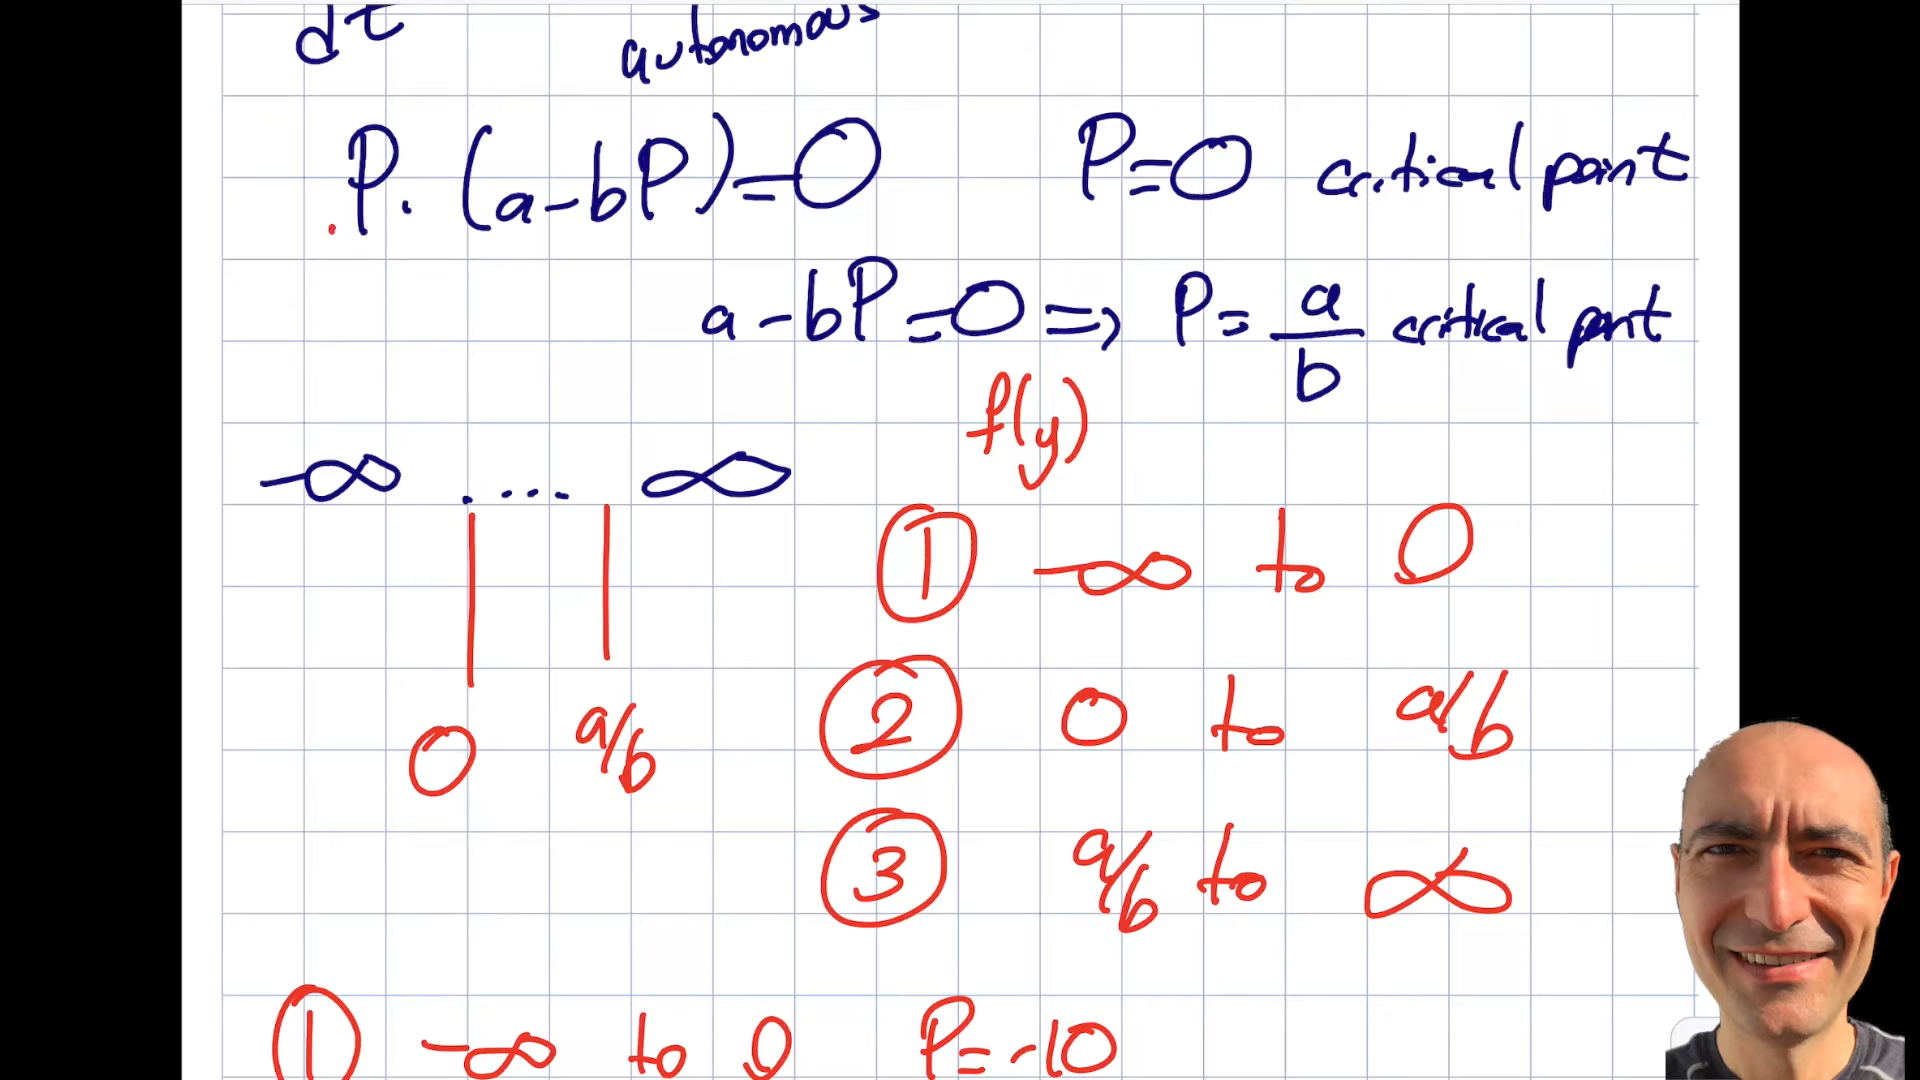 dt autonomous
P. (a-bP)=0 P=0 critical point
a-bP=0 => P= a/b critical point
f(y)
-∞ .... ∞
① -∞ to 0
② 0 to a/b
0 a/b
③ a/b to ∞
① -∞ to 0 P=-10